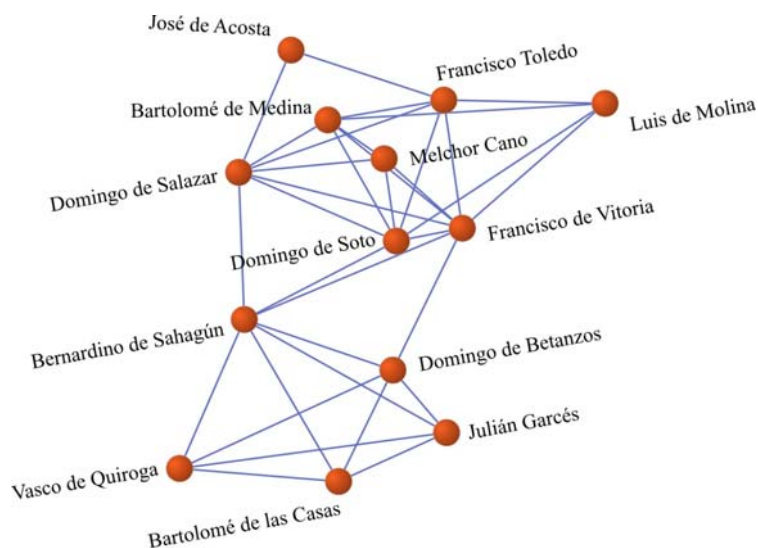 José de Acosta
Francisco Toledo
Bartolomé de Medina
Luis de Molina
Melchor Cano
Domingo de Salazar
Francisco de Vitoria
Domingo de Soto
Bernardino de Sahagún
Domingo de Betanzos
Julián Garcés
Vasco de Quiroga
Bartolomé de las Casas